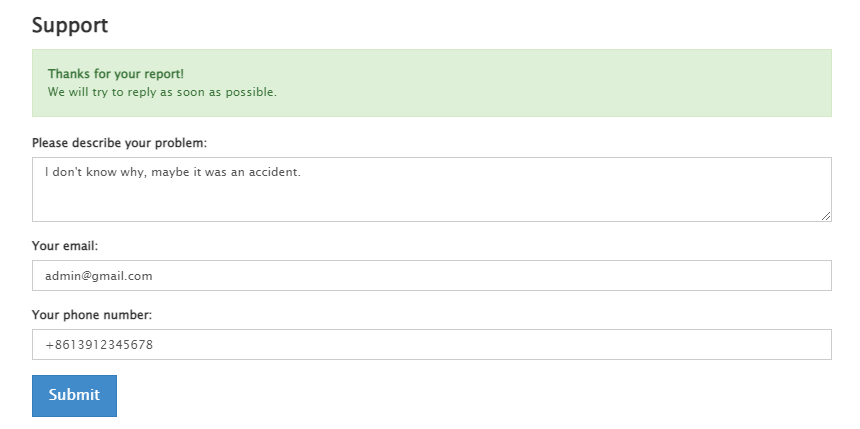 Support
Thanks for your report!
We will try to reply as soon as possible.
Please describe your problem:
I don't know why, maybe it was an accident.
Your email:
admin@gmail.com
Your phone number:
+8613912345678
Submit